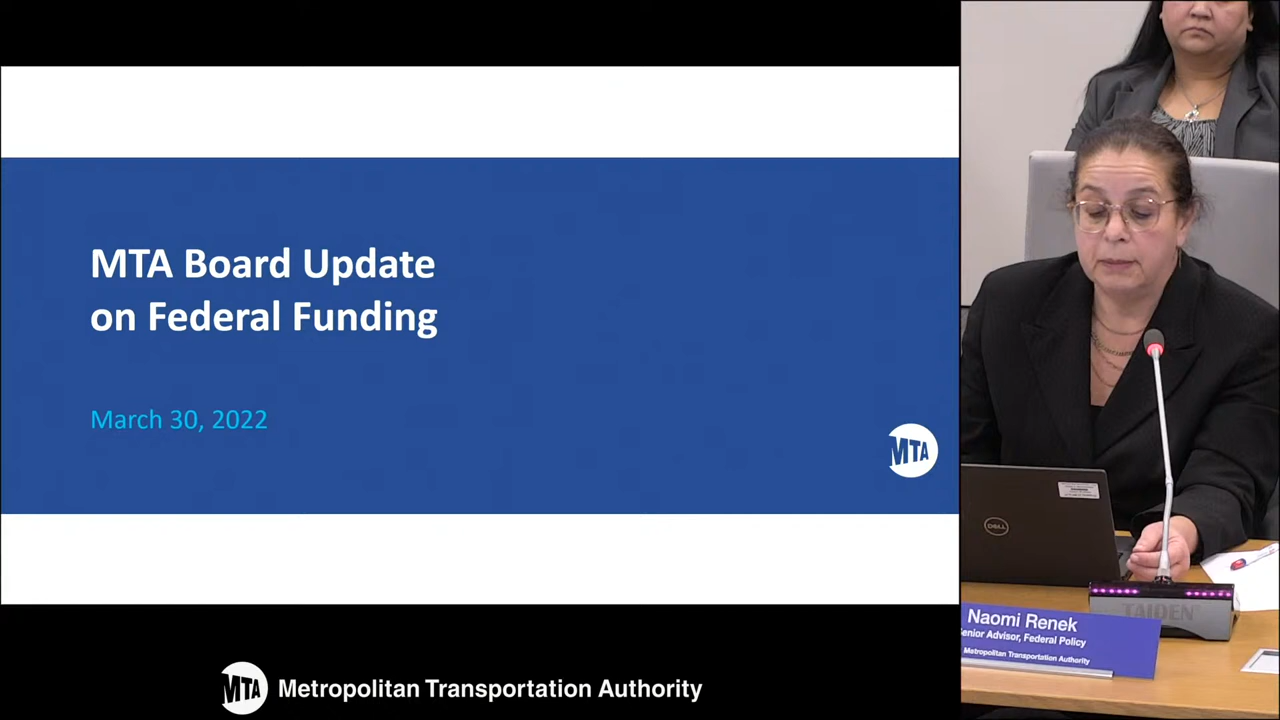 MTA Board Update
on Federal Funding
March 30, 2022
MTA
MTA Metropolitan Transportation Authority
DELL
TAIDEN
Naomi Renek
enior Advisor, Federal Policy
Metropolitan Transportation Authority